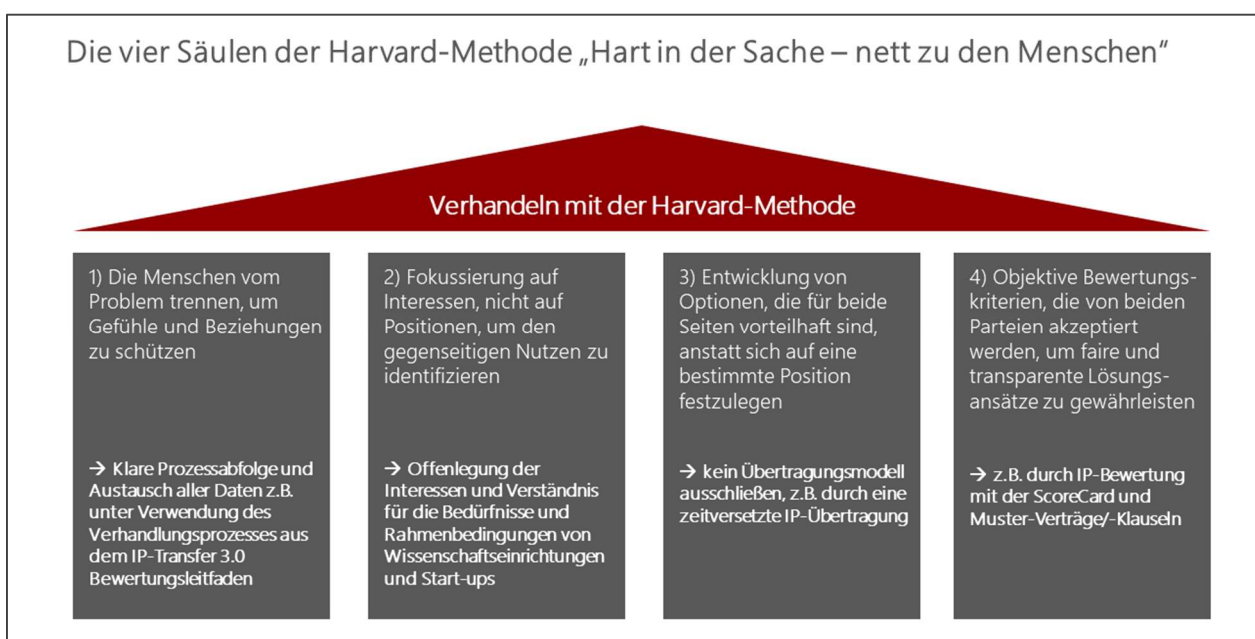 Die vier Säulen der Harvard-Methode „Hart in der Sache – nett zu den Menschen“
Verhandeln mit der Harvard-Methode
1) Die Menschen vom
Problem trennen, um
Gefühle und Beziehungen
zu schützen
→ Klare Prozessabfolge und
Austausch aller Daten z.B.
unter Verwendung des
Verhandlungsprozesses aus
dem IP-Transfer 3.0
Bewertungsleitfaden
2) Fokussierung auf
Interessen, nicht auf
Positionen, um den
gegenseitigen Nutzen zu
identifizieren
→ Offenlegung der
Interessen und Verständnis
für die Bedürfnisse und
Rahmenbedingungen von
Wissenschaftseinrichtungen
und Start-ups
3) Entwicklung von
Optionen, die für beide
Seiten vorteilhaft sind,
anstatt sich auf eine
bestimmte Position
festzulegen
→ kein Übertragungsmodell
ausschließen, z.B. durch eine
zeitversetzte IP-Übertragung
4) Objektive Bewertungs-
kriterien, die von beiden
Parteien akzeptiert
werden, um faire und
transparente Lösungs-
ansätze zu gewährleisten
→ z.B. durch IP-Bewertung
mit der ScoreCard und
Muster-Verträge/-Klauseln